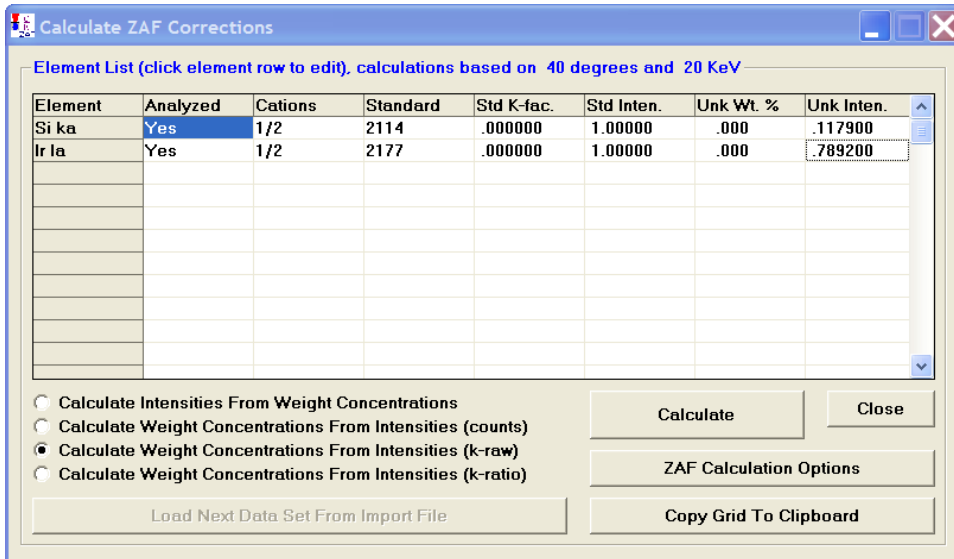 Calculate ZAF Corrections
Element List (click element row to edit), calculations based on 40 degrees and 20 KeV
Element Analyzed Cations Standard Std K-fac. Std Inten. Unk Wt. % Unk Inten.
Si ka Yes 1/2 2114 .000000 1.00000 .000 .117900
Ir la Yes 1/2 2177 .000000 1.00000 .000 .789200
Calculate Intensities From Weight Concentrations
Calculate Weight Concentrations From Intensities (counts)
Calculate Weight Concentrations From Intensities (k-raw)
Calculate Weight Concentrations From Intensities (k-ratio)
Calculate
Close
ZAF Calculation Options
Load Next Data Set From Import File
Copy Grid To Clipboard